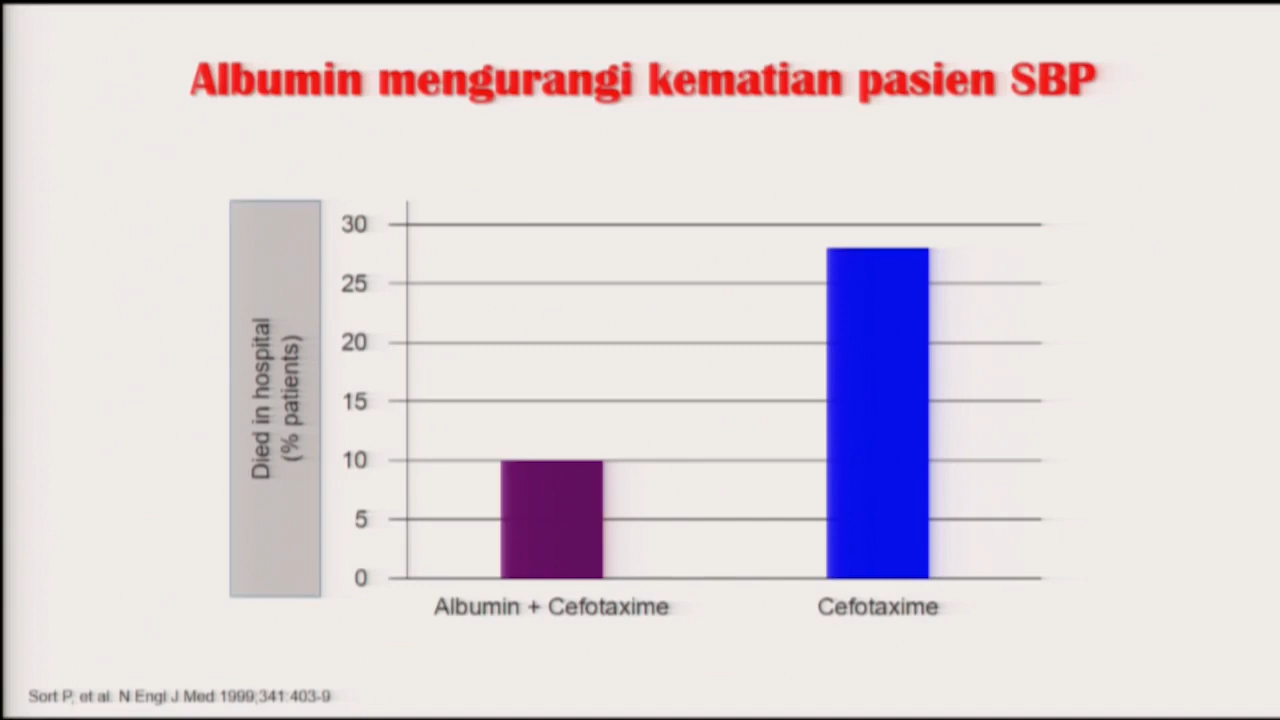 Albumin mengurangi kematian pasien SBP
Died in hospital
(% patients)
30
25
20
15
10
5
0
Albumin + Cefotaxime
Cefotaxime
Sort P, et al. N Engl J Med 1999;341:403-9